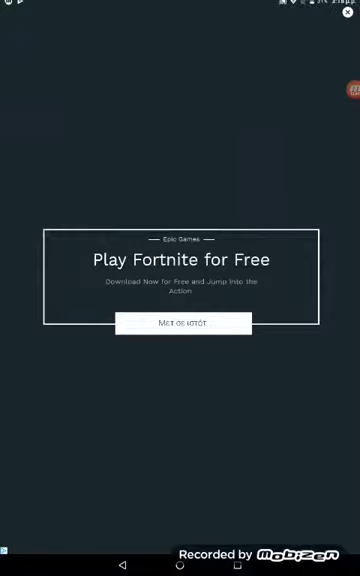 Epic Games
Play Fortnite for Free
Download Now for Free and Jump Into the
Action
Recorded by
Mobizen